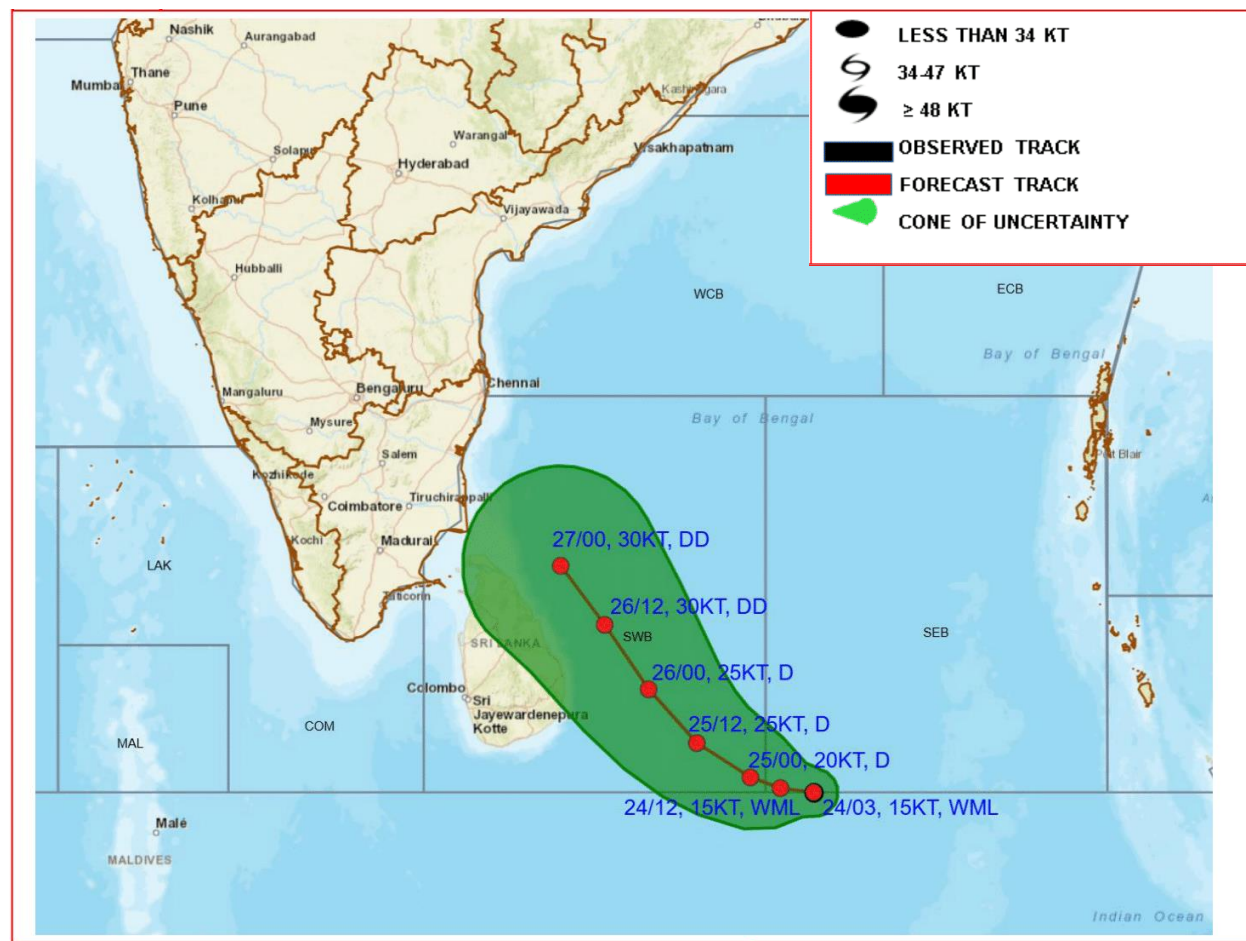 LESS THAN 34 KT
34-47 KT
≥ 48 KT
OBSERVED TRACK
FORECAST TRACK
CONE OF UNCERTAINTY
Nashik
Aurangabad
Mumba
Thane
Pune
Solapu
Warangal
Hyderabad
Visakhapatnam
Kolhapur
Vijayawada
Hubballi
WCB
ECB
Bay of Bengal
Mangaluru
Bengaluru
Chennai
Bay of Bengal
Mysure
Salem
Kozhikode
Coimbatore
Tiruchirappalli
Port Blair
Kochi
Madurai
LAK
Tuticorin
27/00, 30KT, DD
26/12, 30KT, DD
SRI LANKA
SWB
SEB
26/00, 25KT, D
Colombo
Sri
Jayewardenepura
Kotte
COM
MAL
25/12, 25KT, D
25/00, 20KT, D
24/12, 15KT, WML
24/03, 15KT, WML
Malé
MALDIVES
Indian Ocean